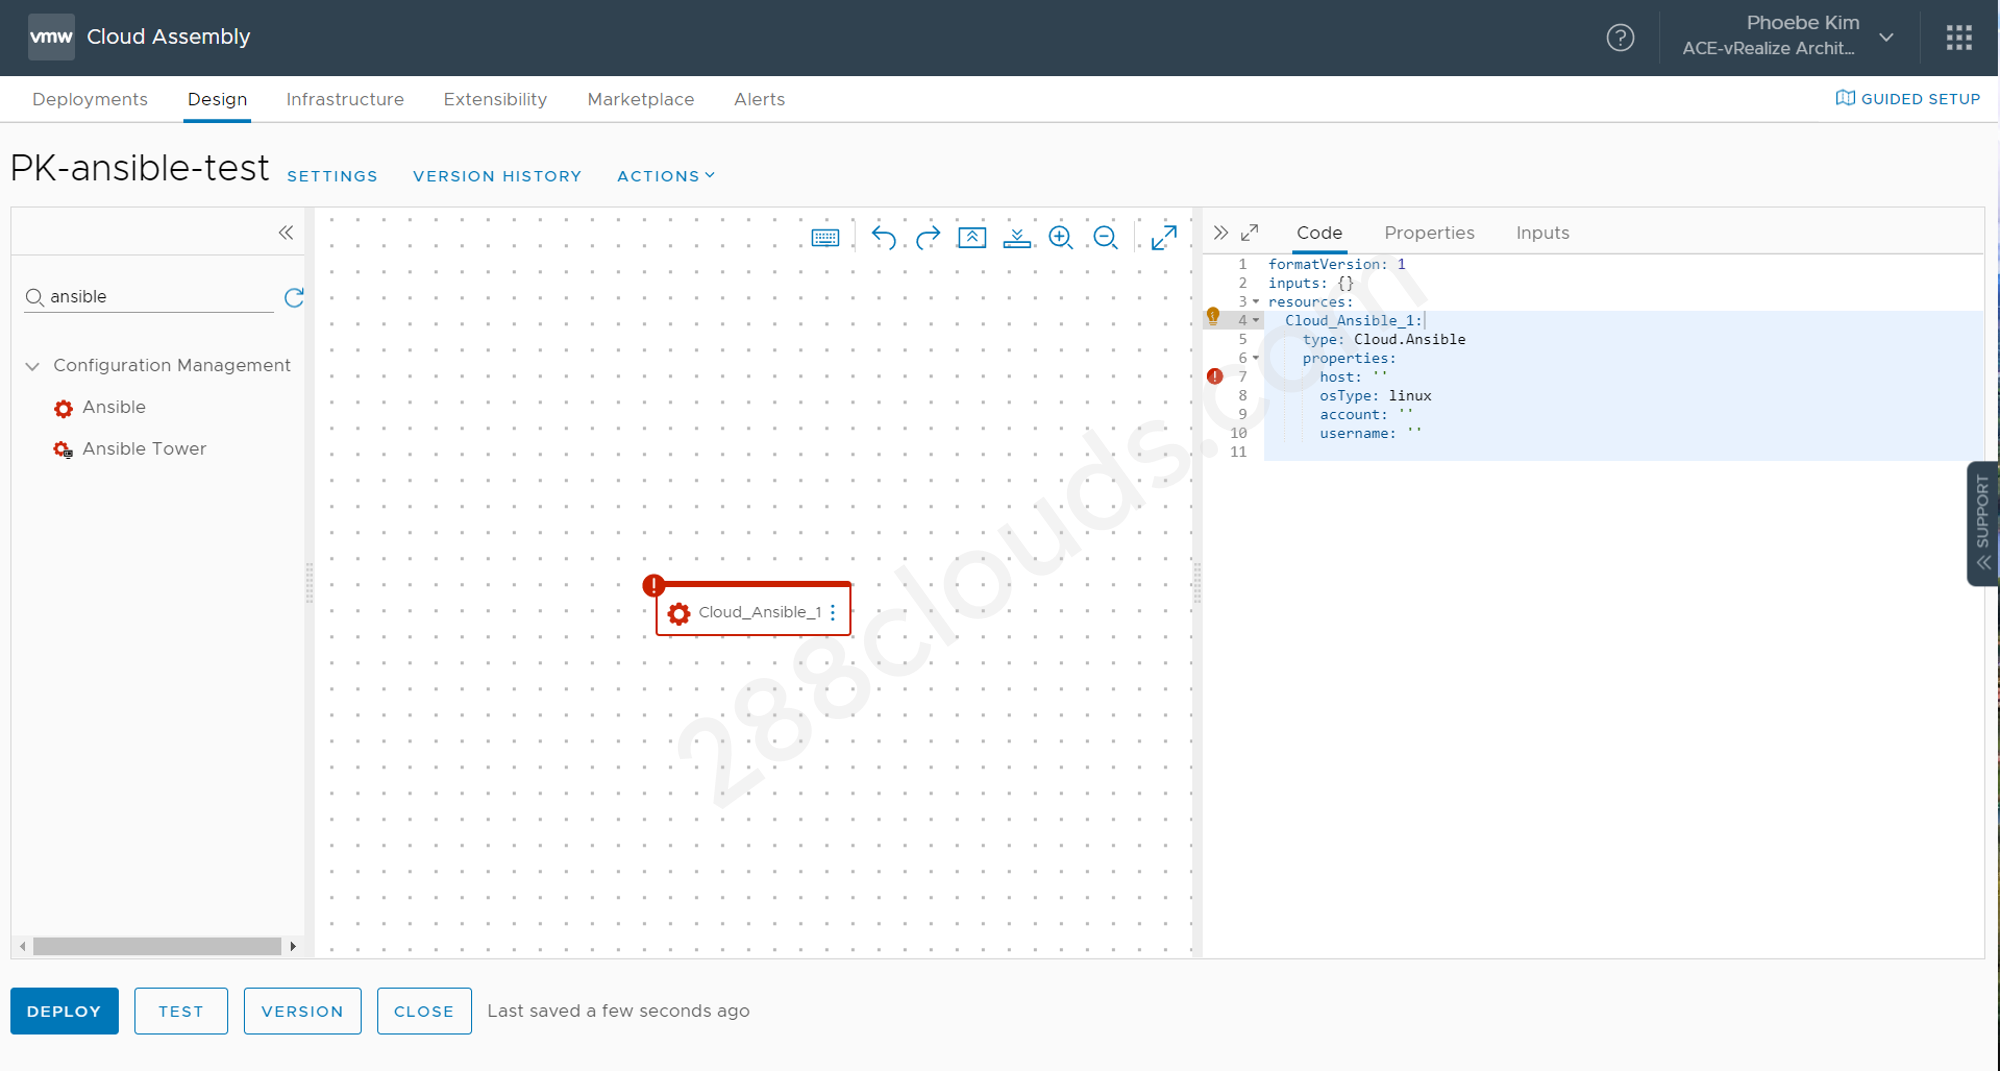 vmw Cloud Assembly
Phoebe Kim
ACE-vRealize Archit...
Deployments Design Infrastructure Extensibility Marketplace Alerts
GUIDED SETUP
PK-ansible-test SETTINGS VERSION HISTORY ACTIONS
ansible
Configuration Management
Ansible
Ansible Tower
Cloud_Ansible_1
Code Properties Inputs
1 formatVersion: 1
2 inputs: {}
3 resources:
4 Cloud_Ansible_1:
5 type: Cloud.Ansible
6 properties:
7 host: ''
8 osType: linux
9 account: ''
10 username: ''
11
SUPPORT
288clouds.com
DEPLOY TEST VERSION CLOSE Last saved a few seconds ago